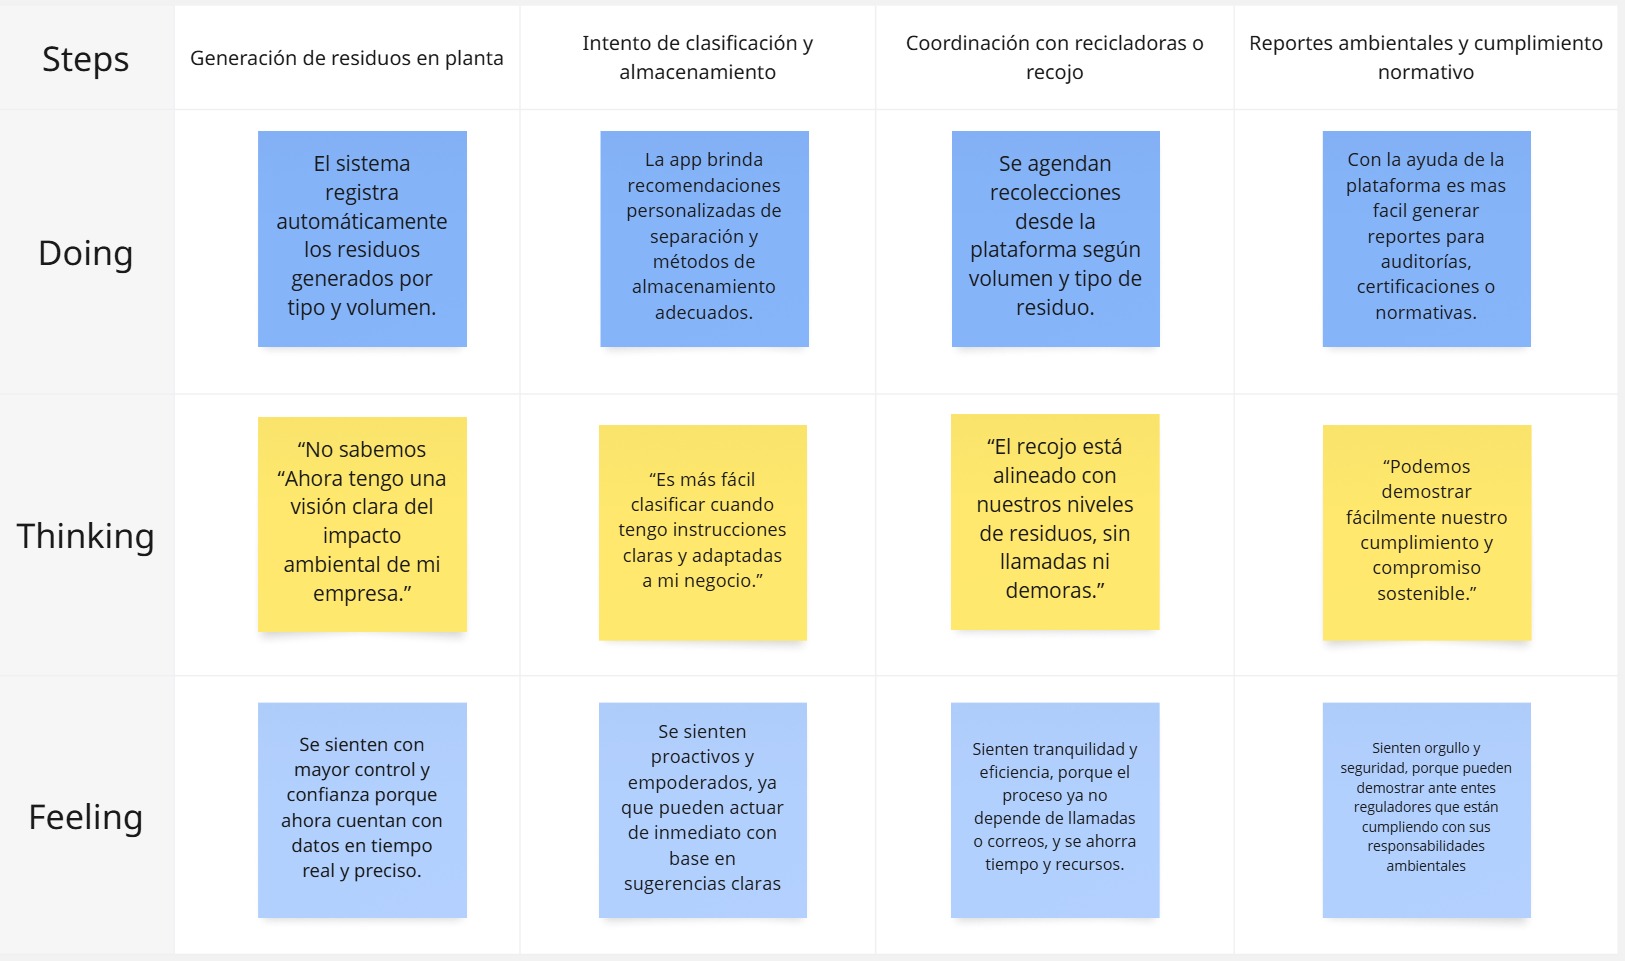 Steps
Generación de residuos en planta
Intento de clasificación y
almacenamiento
Coordinación con recicladoras o
recojo
Reportes ambientales y cumplimiento
normativo
Doing
El sistema
registra
automáticamente
los residuos
generados por
tipo y volumen.
La app brinda
recomendaciones
personalizadas de
separación y
métodos de
almacenamiento
adecuados.
Se agendan
recolecciones
desde la
plataforma según
volumen y tipo de
residuo.
Con la ayuda de la
plataforma es mas
facil generar
reportes para
auditorías,
certificaciones o
normativas.
Thinking
“No sabemos
“Ahora tengo una
visión clara del
impacto
ambiental de mi
empresa.”
“Es más fácil
clasificar cuando
tengo instrucciones
claras y adaptadas
a mi negocio.”
“El recojo está
alineado con
nuestros niveles
de residuos, sin
llamadas ni
demoras.”
“Podemos
demostrar
fácilmente nuestro
cumplimiento y
compromiso
sostenible.”
Feeling
Se sienten con
mayor control y
confianza porque
ahora cuentan con
datos en tiempo
real y preciso.
Se sienten
proactivos y
empoderados, ya
que pueden actuar
de inmediato con
base en
sugerencias claras
Sienten tranquilidad y
eficiencia, porque el
proceso ya no
depende de llamadas
o correos, y se ahorra
tiempo y recursos.
Sienten orgullo y
seguridad, porque pueden
demostrar ante entes
reguladores que están
cumpliendo con sus
responsabilidades
ambientales